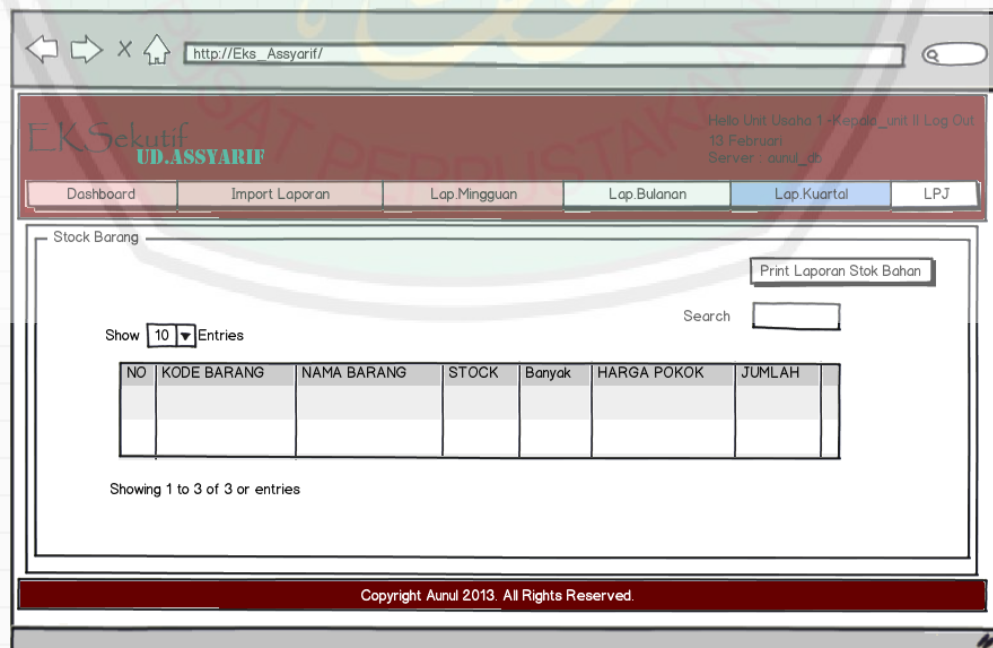 http://Eks_Assyarif/
EKSekutif
UD.ASSYARIF
Hello Unit Usaha 1 -Kepala_unit II Log Out
13 Februari
Server : aunul_db
Dashboard Import Laporan Lap.Mingguan Lap.Bulanan Lap.Kuartal LPJ
Stock Barang
Print Laporan Stok Bahan
Search
Show 10 Entries
NO KODE BARANG NAMA BARANG STOCK Banyak HARGA POKOK JUMLAH
Showing 1 to 3 of 3 or entries
Copyright Aunul 2013. All Rights Reserved.
PUSAT PERPUSTAKAAN